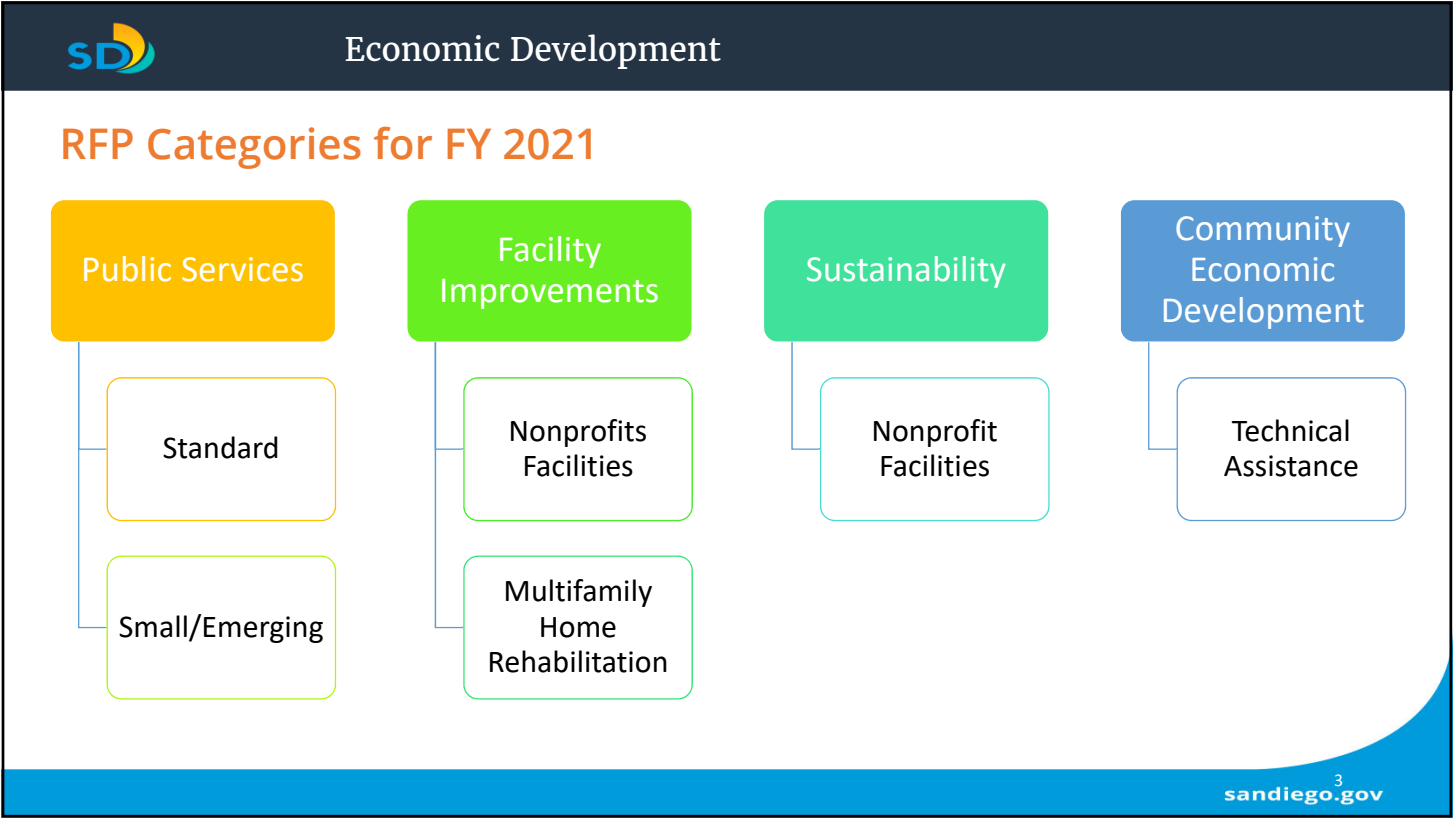 SD
Economic Development
RFP Categories for FY 2021
Public Services
Standard
Small/Emerging
Facility
Improvements
Nonprofits
Facilities
Multifamily
Home
Rehabilitation
Sustainability
Nonprofit
Facilities
Community
Economic
Development
Technical
Assistance
3
sandiego.gov